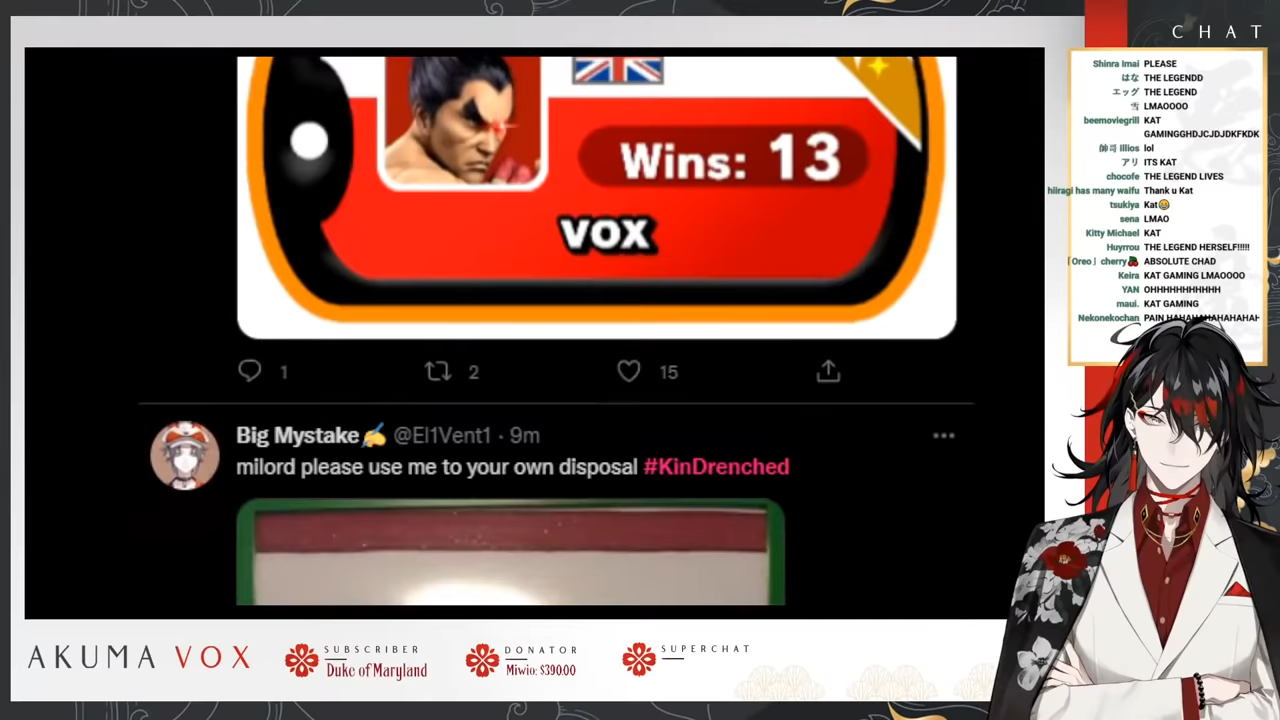 CHAT
Shinra Imai PLEASE
はな THE LEGENDD
エッグ THE LEGEND
雪 LMAOOOO
beemoviegrill KAT
GAMINGGHDJCJDJDKFKDK
帥哥 Illios lol
アリ ITS KAT
chocofe THE LEGEND LIVES
hiiragi has many waifu Thank u Kat
tsukiya Kat😂
sena LMAO
Kitty Michael KAT
Huyrrou THE LEGEND HERSELF!!!!!
「Oreo」cherry🍒 ABSOLUTE CHAD
Keira KAT GAMING LMAOOOO
YAN OHHHHHHHHHHH
maui. KAT GAMING
Nekonekochan PAIN HAHAHAHAHAHAHAH
Wins: 13
VOX
1 2 15
Big Mystake✍️ @El1Vent1 · 9m
milord please use me to your own disposal #KinDrenched
AKUMA VOX
SUBSCRIBER
Duke of Maryland
DONATOR
Miwio: $390.00
SUPERCHAT